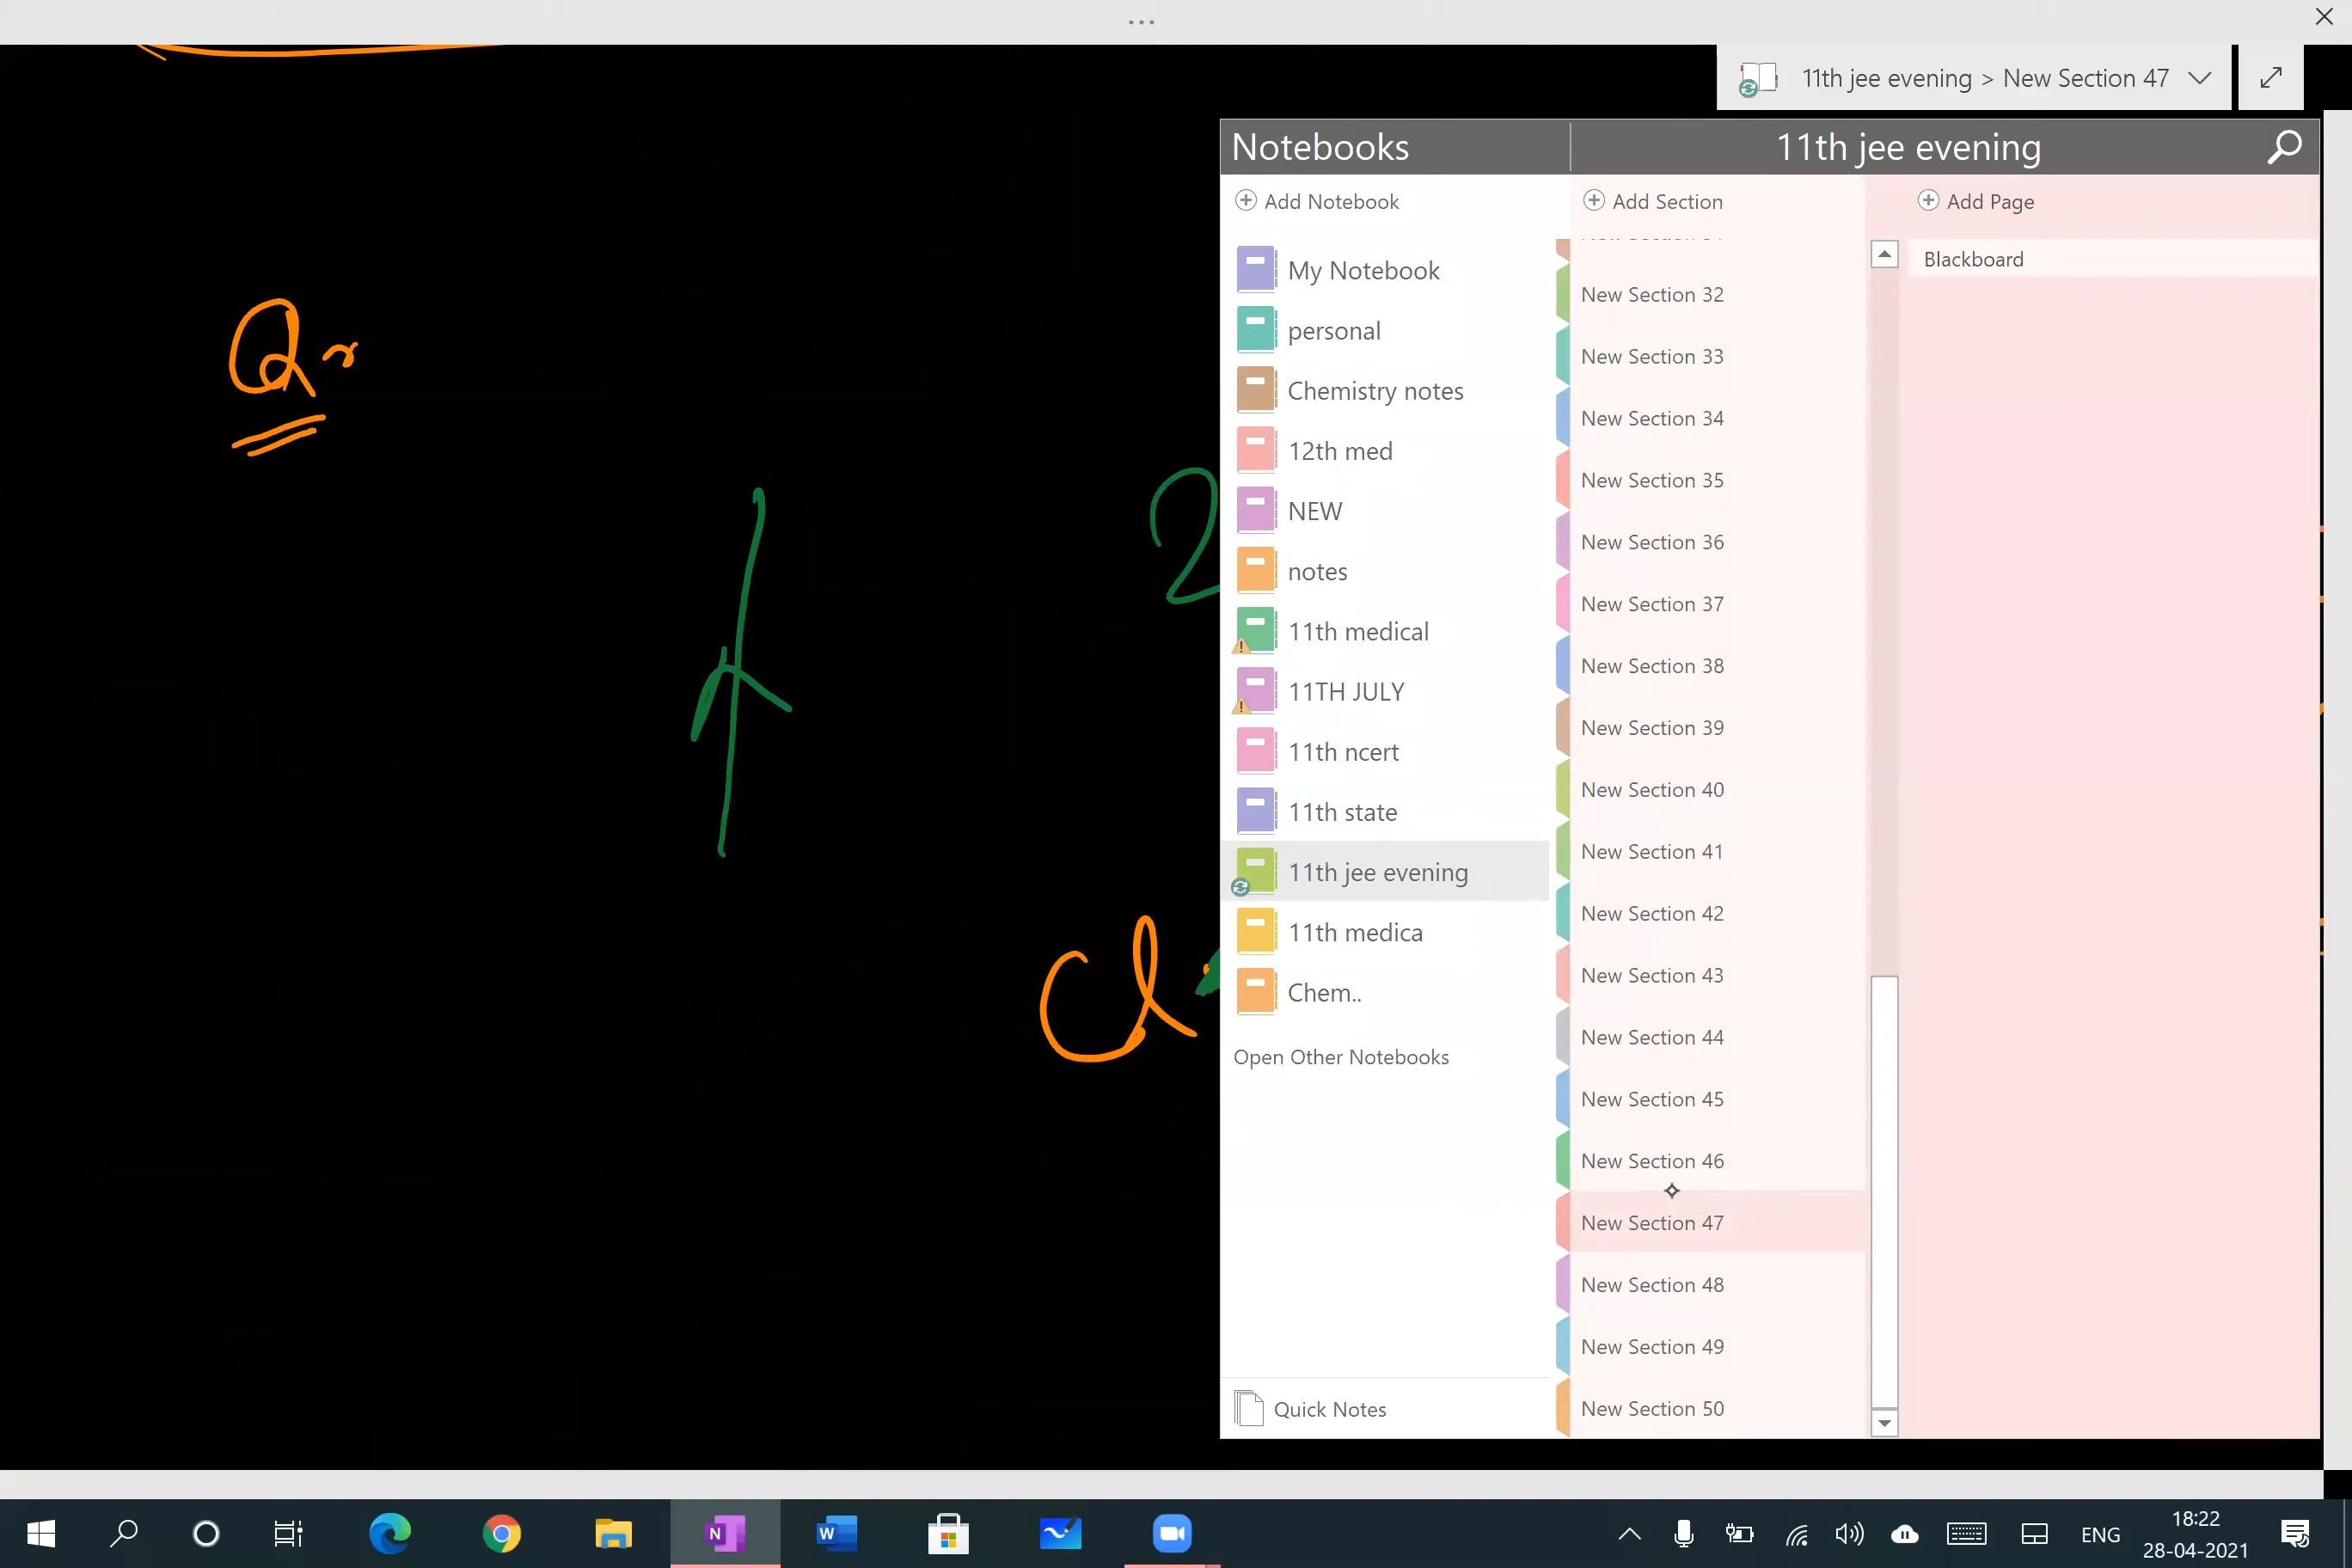 11th jee evening > New Section 47
Notebooks
11th jee evening
Add Notebook
Add Section
Add Page
My Notebook
personal
Chemistry notes
12th med
NEW
notes
11th medical
11TH JULY
11th ncert
11th state
11th jee evening
11th medica
Chem..
Open Other Notebooks
Quick Notes
New Section 32
New Section 33
New Section 34
New Section 35
New Section 36
New Section 37
New Section 38
New Section 39
New Section 40
New Section 41
New Section 42
New Section 43
New Section 44
New Section 45
New Section 46
New Section 47
New Section 48
New Section 49
New Section 50
Blackboard
Q
2
Cl
ENG
18:22
28-04-2021